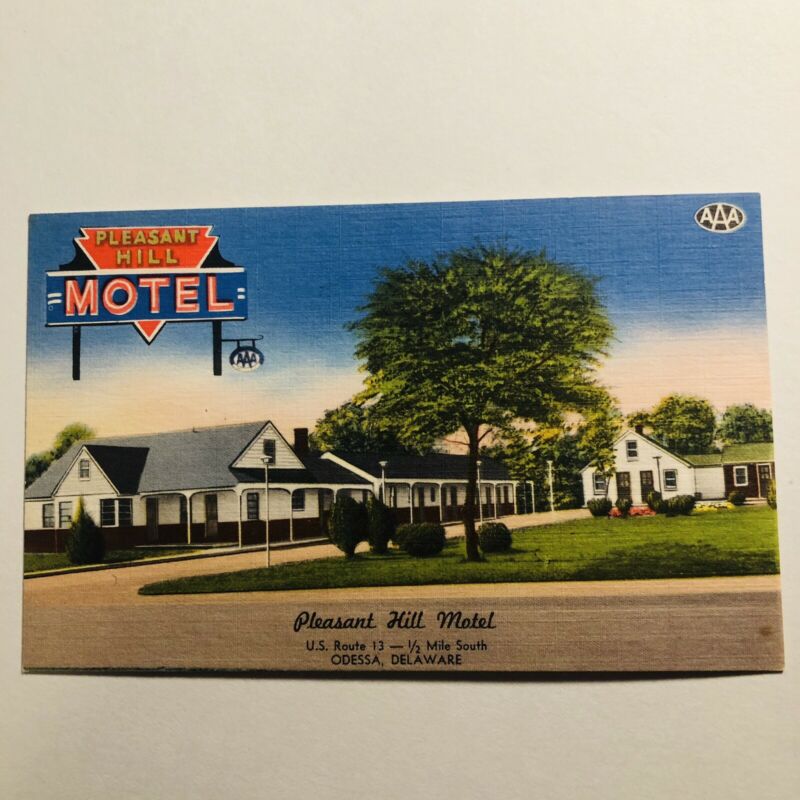 PLEASANT
HILL
MOTEL
AAA
AAA
Pleasant Hill Motel
U.S. Route 13 — 1/2 Mile South
ODESSA, DELAWARE